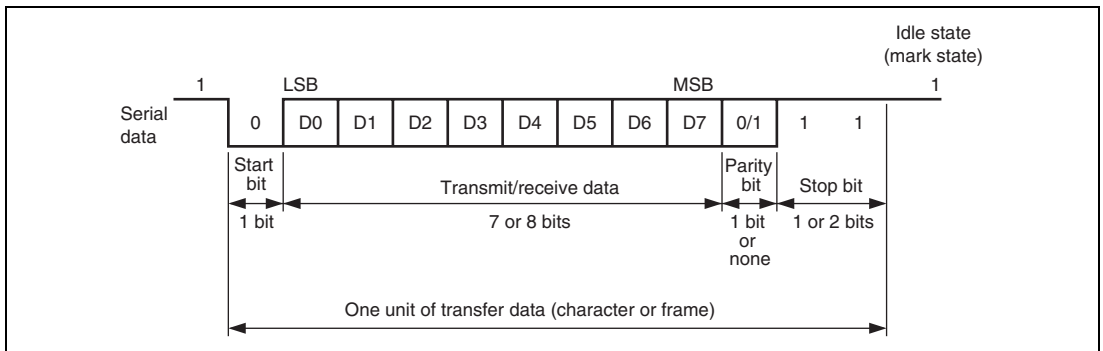 Idle state
(mark state)
1 LSB MSB 1
Serial
data
0 D0 D1 D2 D3 D4 D5 D6 D7 0/1 1 1
Start
bit
1 bit
Transmit/receive data
7 or 8 bits
Parity
bit
1 bit
or
none
Stop bit
1 or 2 bits
One unit of transfer data (character or frame)